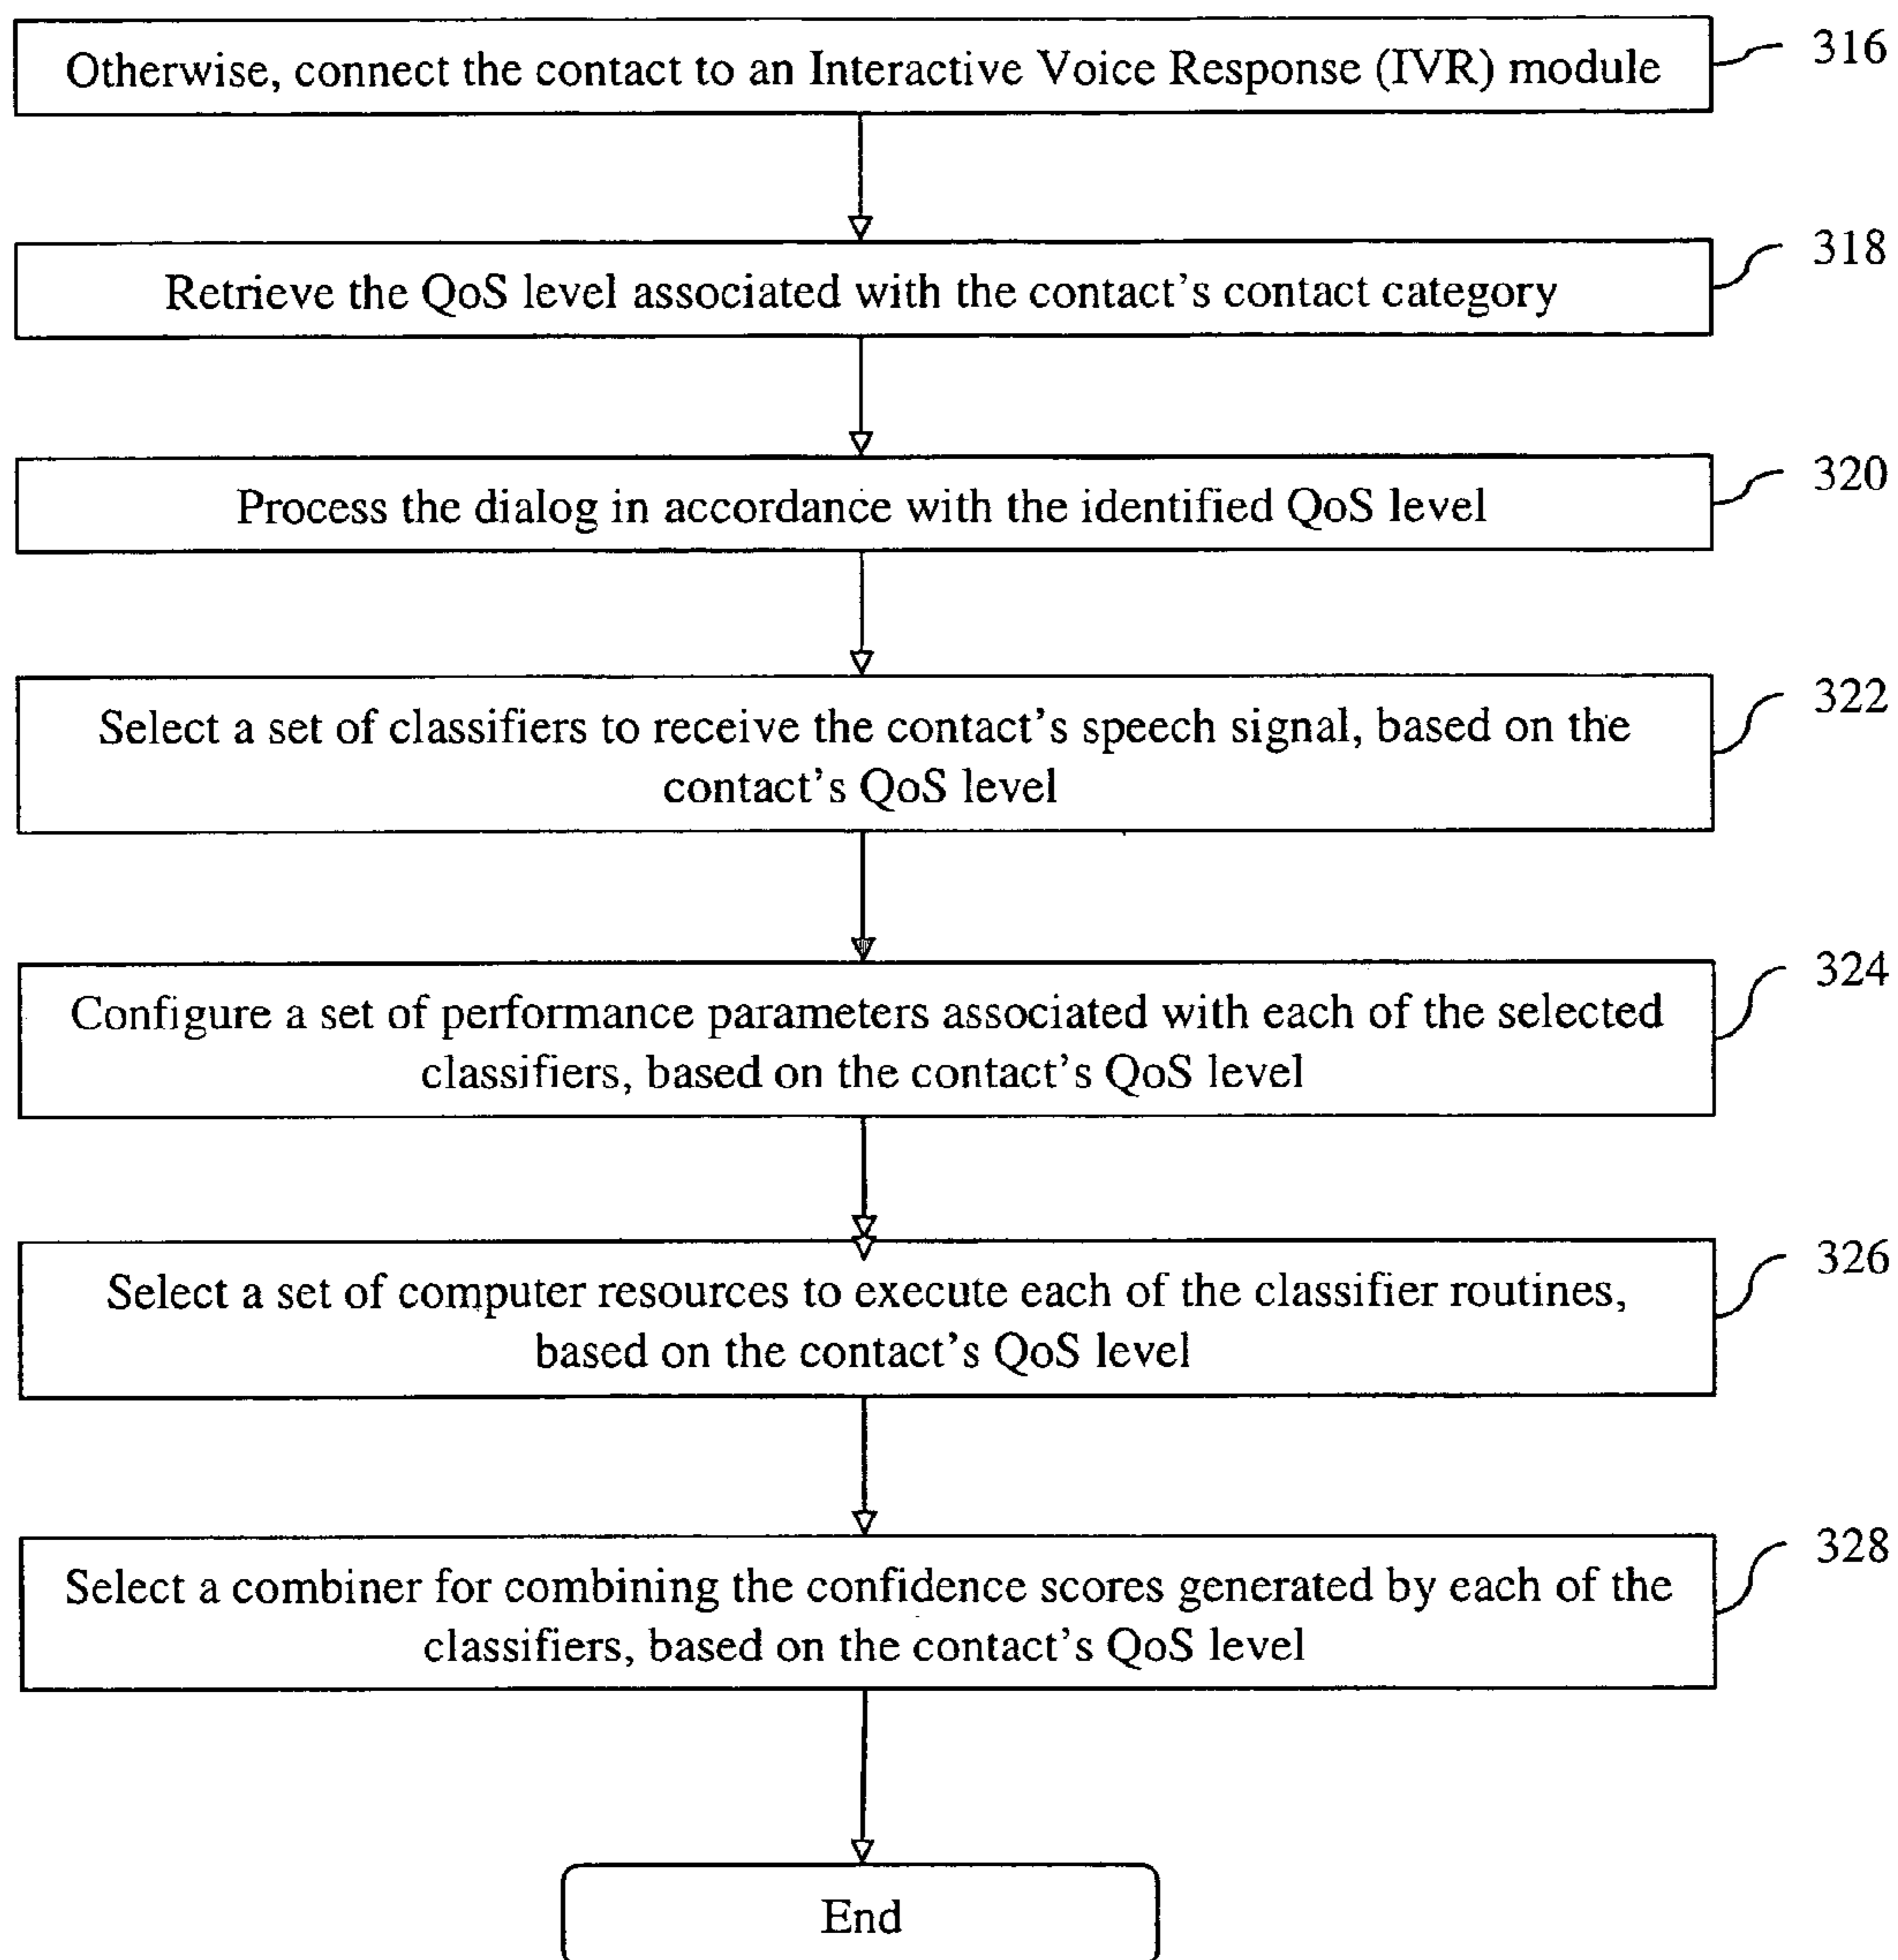 Otherwise, connect the contact to an Interactive Voice Response (IVR) module
316
Retrieve the QoS level associated with the contact's contact category
318
Process the dialog in accordance with the identified QoS level
320
Select a set of classifiers to receive the contact's speech signal, based on the
contact's QoS level
322
Configure a set of performance parameters associated with each of the selected
classifiers, based on the contact's QoS level
324
Select a set of computer resources to execute each of the classifier routines,
based on the contact's QoS level
326
Select a combiner for combining the confidence scores generated by each of the
classifiers, based on the contact's QoS level
328
End